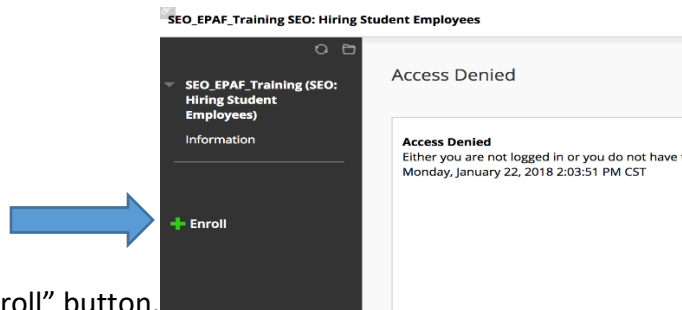 SEO_EPAF_Training SEO: Hiring Student Employees
SEO_EPAF_Training (SEO:
Hiring Student
Employees)
Information
Enroll
Access Denied
Access Denied
Either you are not logged in or you do not have
Monday, January 22, 2018 2:03:51 PM CST
roll” button.